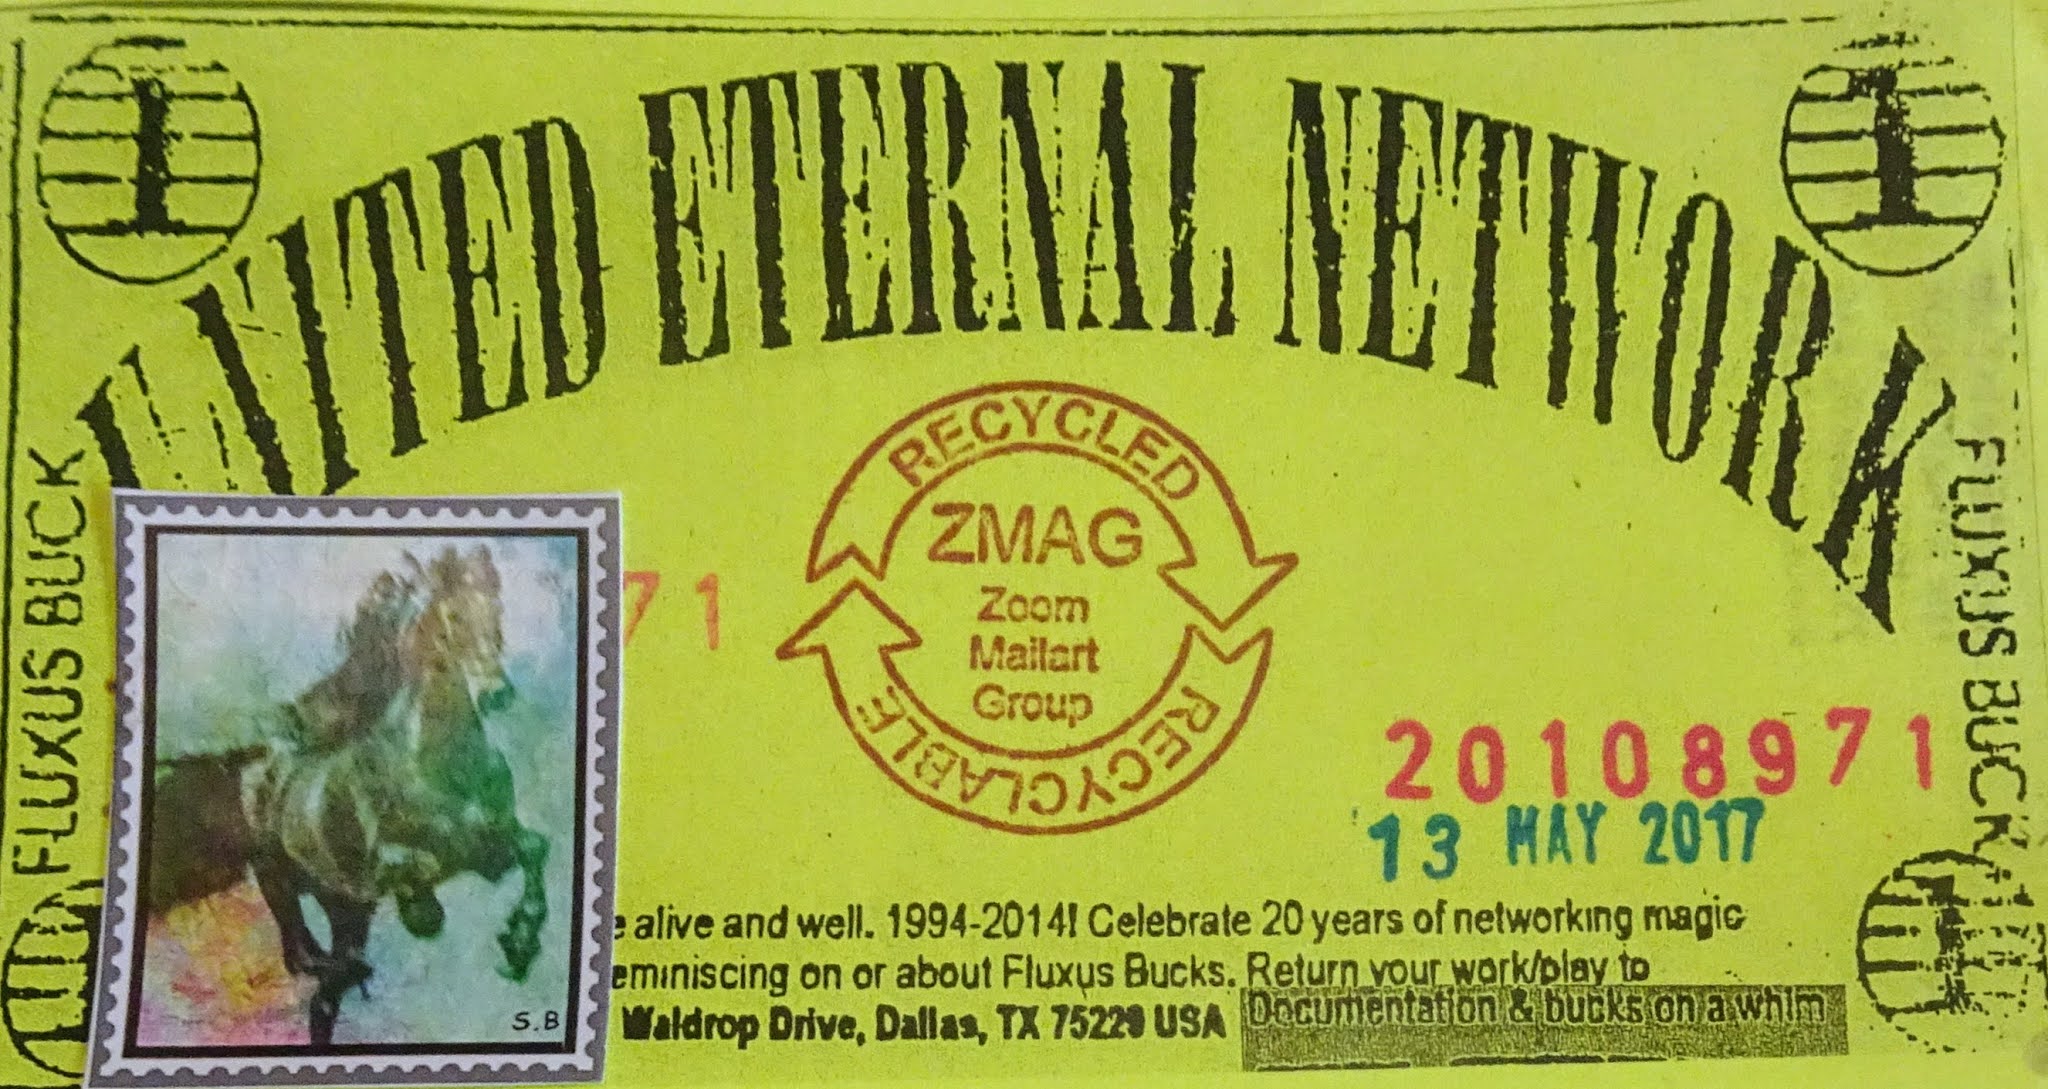 UNITED ETERNAL NETWORK
FLUXUS BUCK
FLUXUS BUCK
RECYCLED
ZMAG
Zoom
Mailart
Group
RECYCLABLE
71
20108971
13 MAY 2017
S.B
e alive and well. 1994-2014! Celebrate 20 years of networking magic
eminiscing on or about Fluxus Bucks. Return your work/play to
Waldrop Drive, Dallas, TX 75229 USA Documentation & bucks on a whim